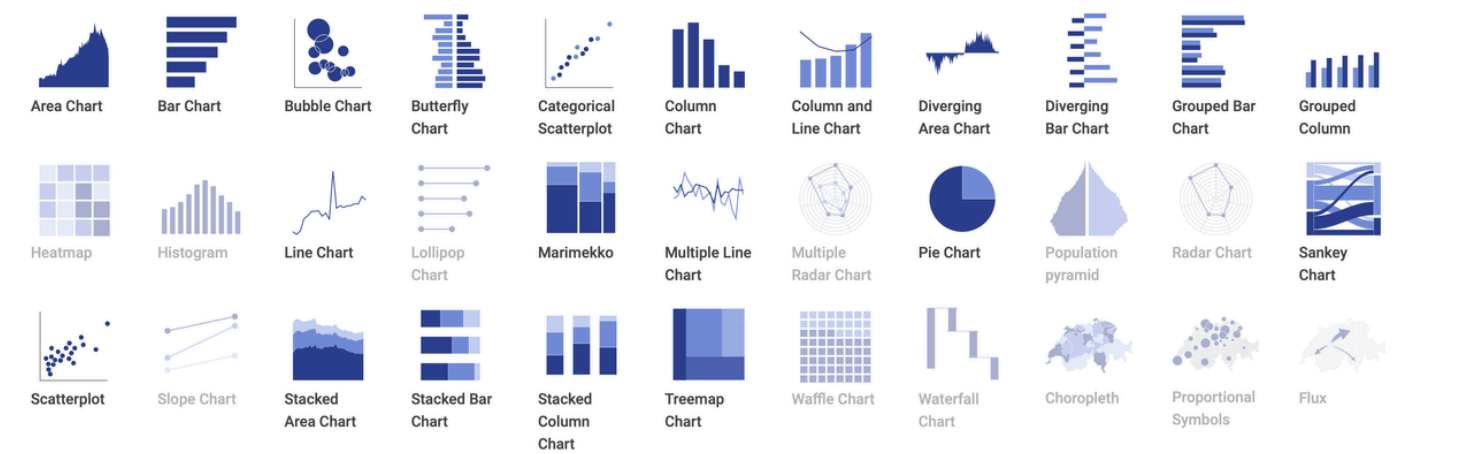 Area Chart
Bar Chart
Bubble Chart
Butterfly
Chart
Categorical
Scatterplot
Column
Chart
Column and
Line Chart
Diverging
Area Chart
Diverging
Bar Chart
Grouped Bar
Chart
Grouped
Column
Heatmap
Histogram
Line Chart
Lollipop
Chart
Marimekko
Multiple Line
Chart
Multiple
Radar Chart
Pie Chart
Population
pyramid
Radar Chart
Sankey
Chart
Scatterplot
Slope Chart
Stacked
Area Chart
Stacked Bar
Chart
Stacked
Column
Chart
Treemap
Chart
Waffle Chart
Waterfall
Chart
Choropleth
Proportional
Symbols
Flux